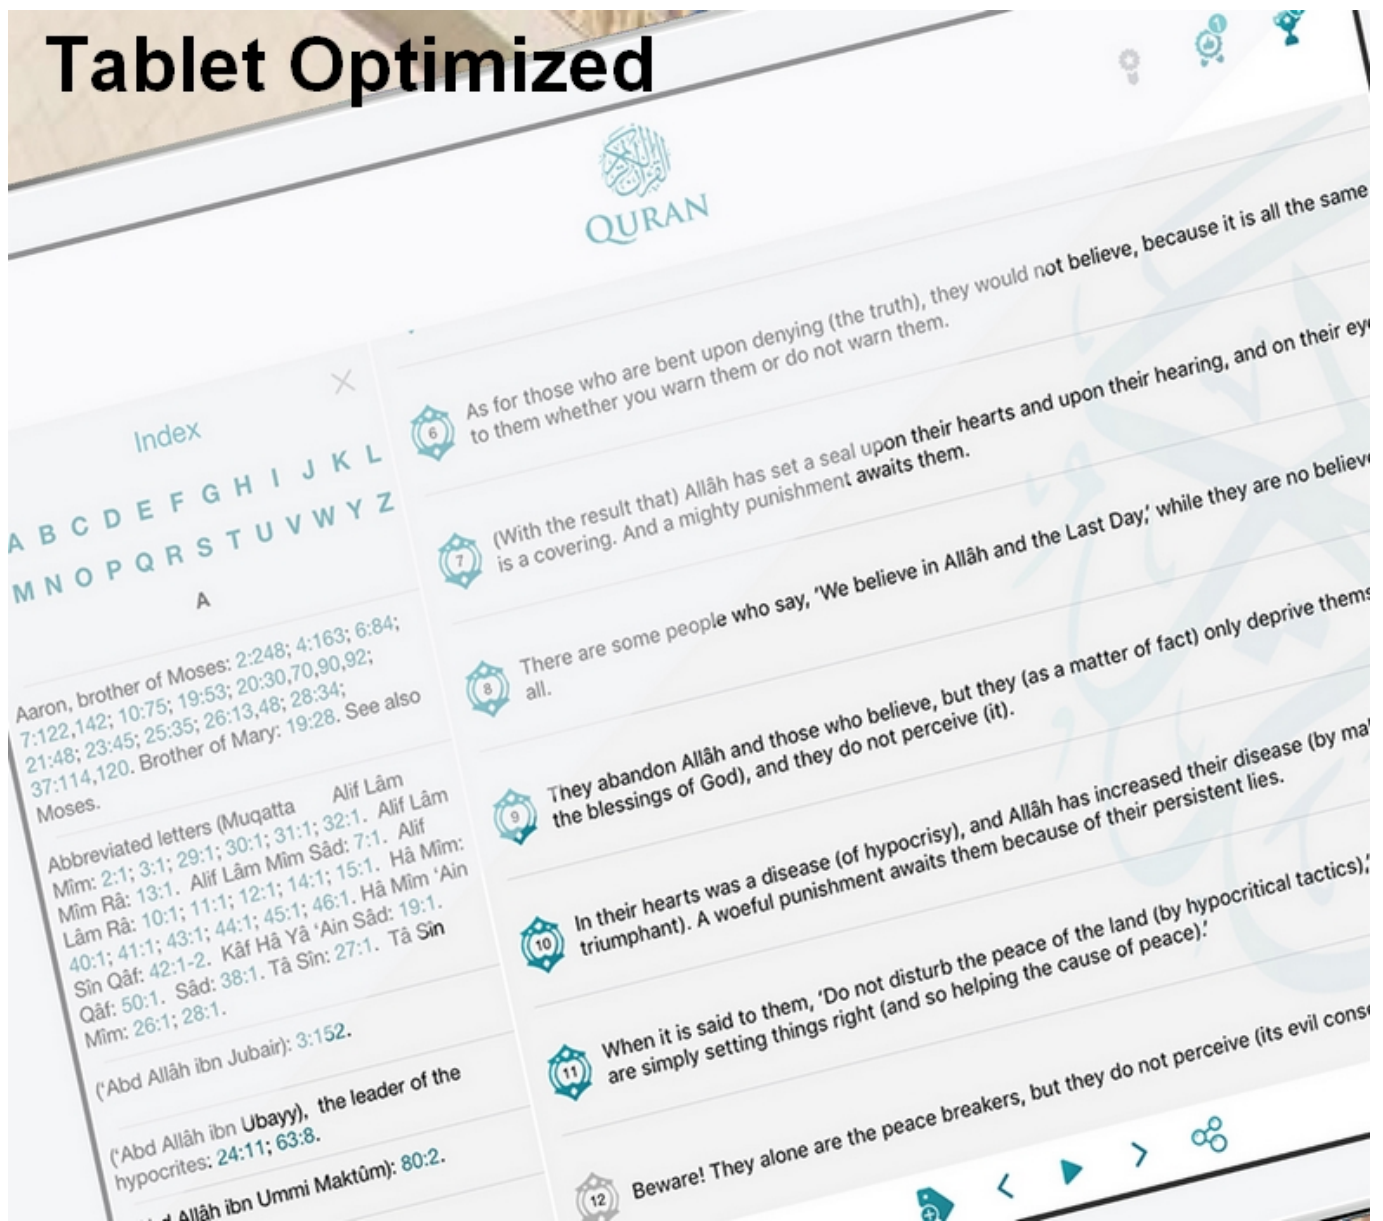 Tablet Optimized
1
القرآن الكريم
QURAN
Index
A B C D E F G H I J K L
M N O P Q R S T U V W Y Z
A
Aaron, brother of Moses: 2:248; 4:163; 6:84;
7:122,142; 10:75; 19:53; 20:30,70,90,92;
21:48; 23:45; 25:35; 26:13,48; 28:34;
37:114,120. Brother of Mary: 19:28. See also
Moses.
Abbreviated letters (Muqatta Alif Lâm
Mîm: 2:1; 3:1; 29:1; 30:1; 31:1; 32:1. Alif Lâm
Mîm Râ: 13:1. Alif Lâm Mîm Sâd: 7:1. Alif
Lâm Râ: 10:1; 11:1; 12:1; 14:1; 15:1. Hâ Mîm:
40:1; 41:1; 43:1; 44:1; 45:1; 46:1. Hâ Mîm ‘Ain
Sîn Qâf: 42:1-2. Kâf Hâ Yâ ‘Ain Sâd: 19:1.
Qâf: 50:1. Sâd: 38:1. Tâ Sîn: 27:1. Tâ Sîn
Mîm: 26:1; 28:1.
(‘Abd Allâh ibn Jubair): 3:152.
(‘Abd Allâh ibn Ubayy), the leader of the
hypocrites: 24:11; 63:8.
Allâh ibn Ummi Maktûm): 80:2.
6
As for those who are bent upon denying (the truth), they would not believe, because it is all the same
to them whether you warn them or do not warn them.
7
(With the result that) Allâh has set a seal upon their hearts and upon their hearing, and on their
is a covering. And a mighty punishment awaits them.
8
There are some people who say, ‘We believe in Allâh and the Last Day,’ while they are no
all.
9
They abandon Allâh and those who believe, but they (as a matter of fact) only deprive
the blessings of God), and they do not perceive (it).
10
In their hearts was a disease (of hypocrisy), and Allâh has increased their disease (by
triumphant). A woeful punishment awaits them because of their persistent lies.
11
When it is said to them, ‘Do not disturb the peace of the land (by hypocritical tactics),’
are simply setting things right (and so helping the cause of peace).’
12
Beware! They alone are the peace breakers, but they do not perceive (its evil